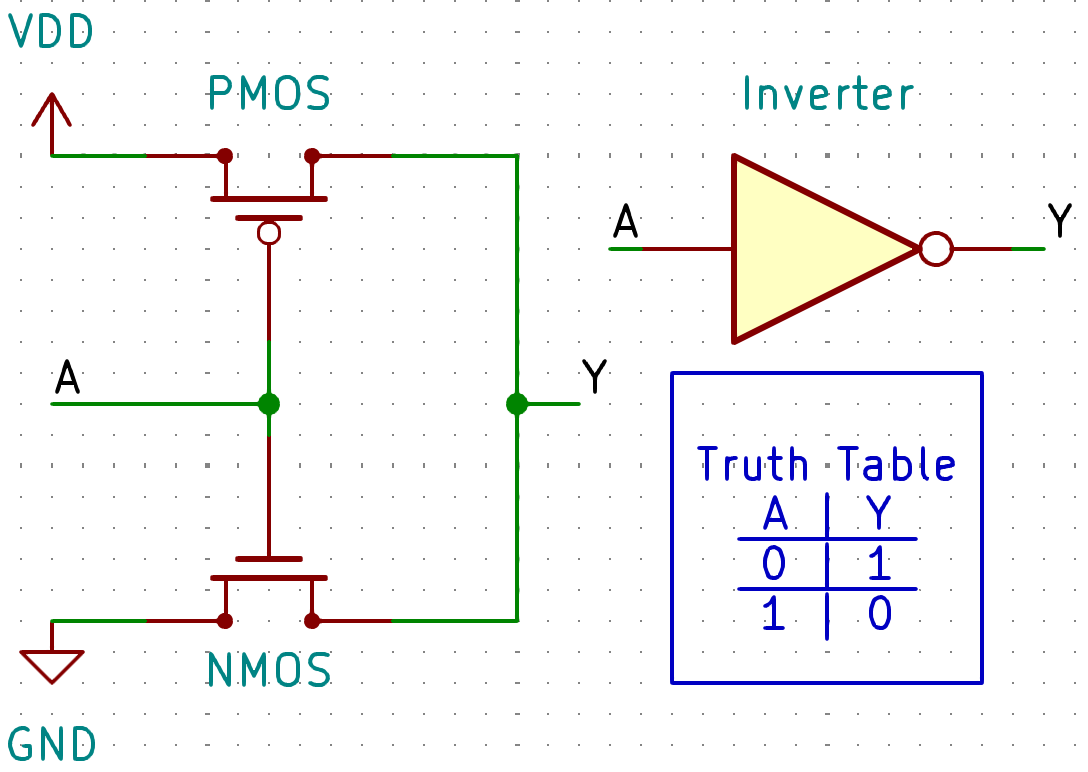 VDD
PMOS
Inverter
A
Y
A
Y
Truth Table
A Y
0 1
1 0
NMOS
GND